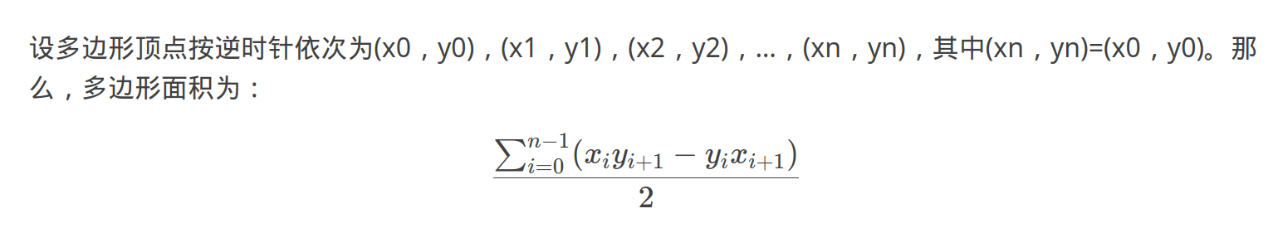 设多边形顶点按逆时针依次为(x0，y0)，(x1，y1)，(x2，y2)，...，(xn，yn)，其中(xn，yn)=(x0，y0)。那
么，多边形面积为：
\frac{\sum_{i=0}^{n-1}(x_i y_{i+1} - y_i x_{i+1})}{2}